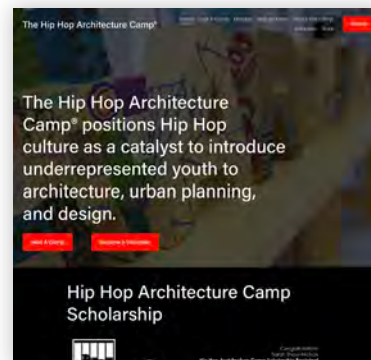 The Hip Hop Architecture Camp®
The Hip Hop Architecture
Camp® positions Hip Hop
culture as a catalyst to introduce
underrepresented youth to
architecture, urban planning,
and design.
Host A Camp
Become A Volunteer
Hip Hop Architecture Camp
Scholarship